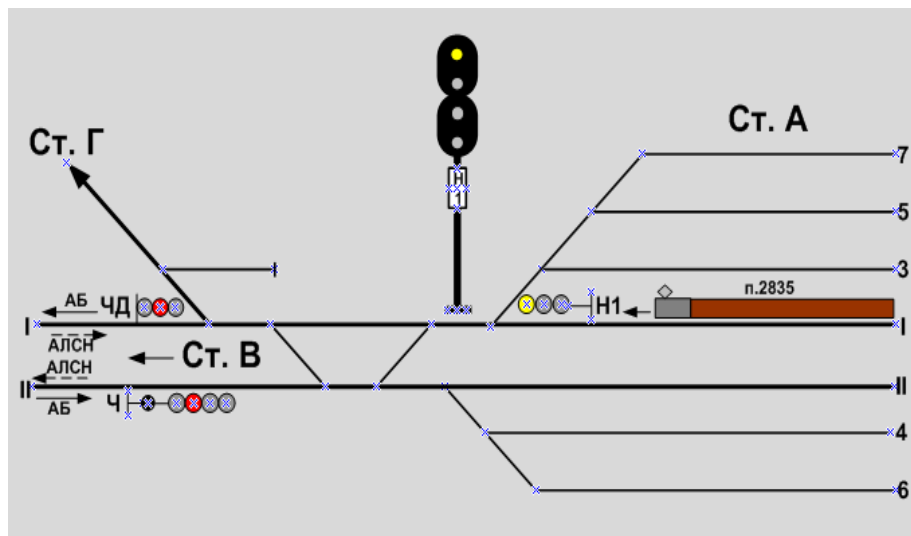 Ст. А
Ст. Г
Н
1
7
5
3
п.2835
АБ
ЧД
Н1
I
I
АЛСН
Ст. В
АЛСН
II
II
АБ
Ч
4
6